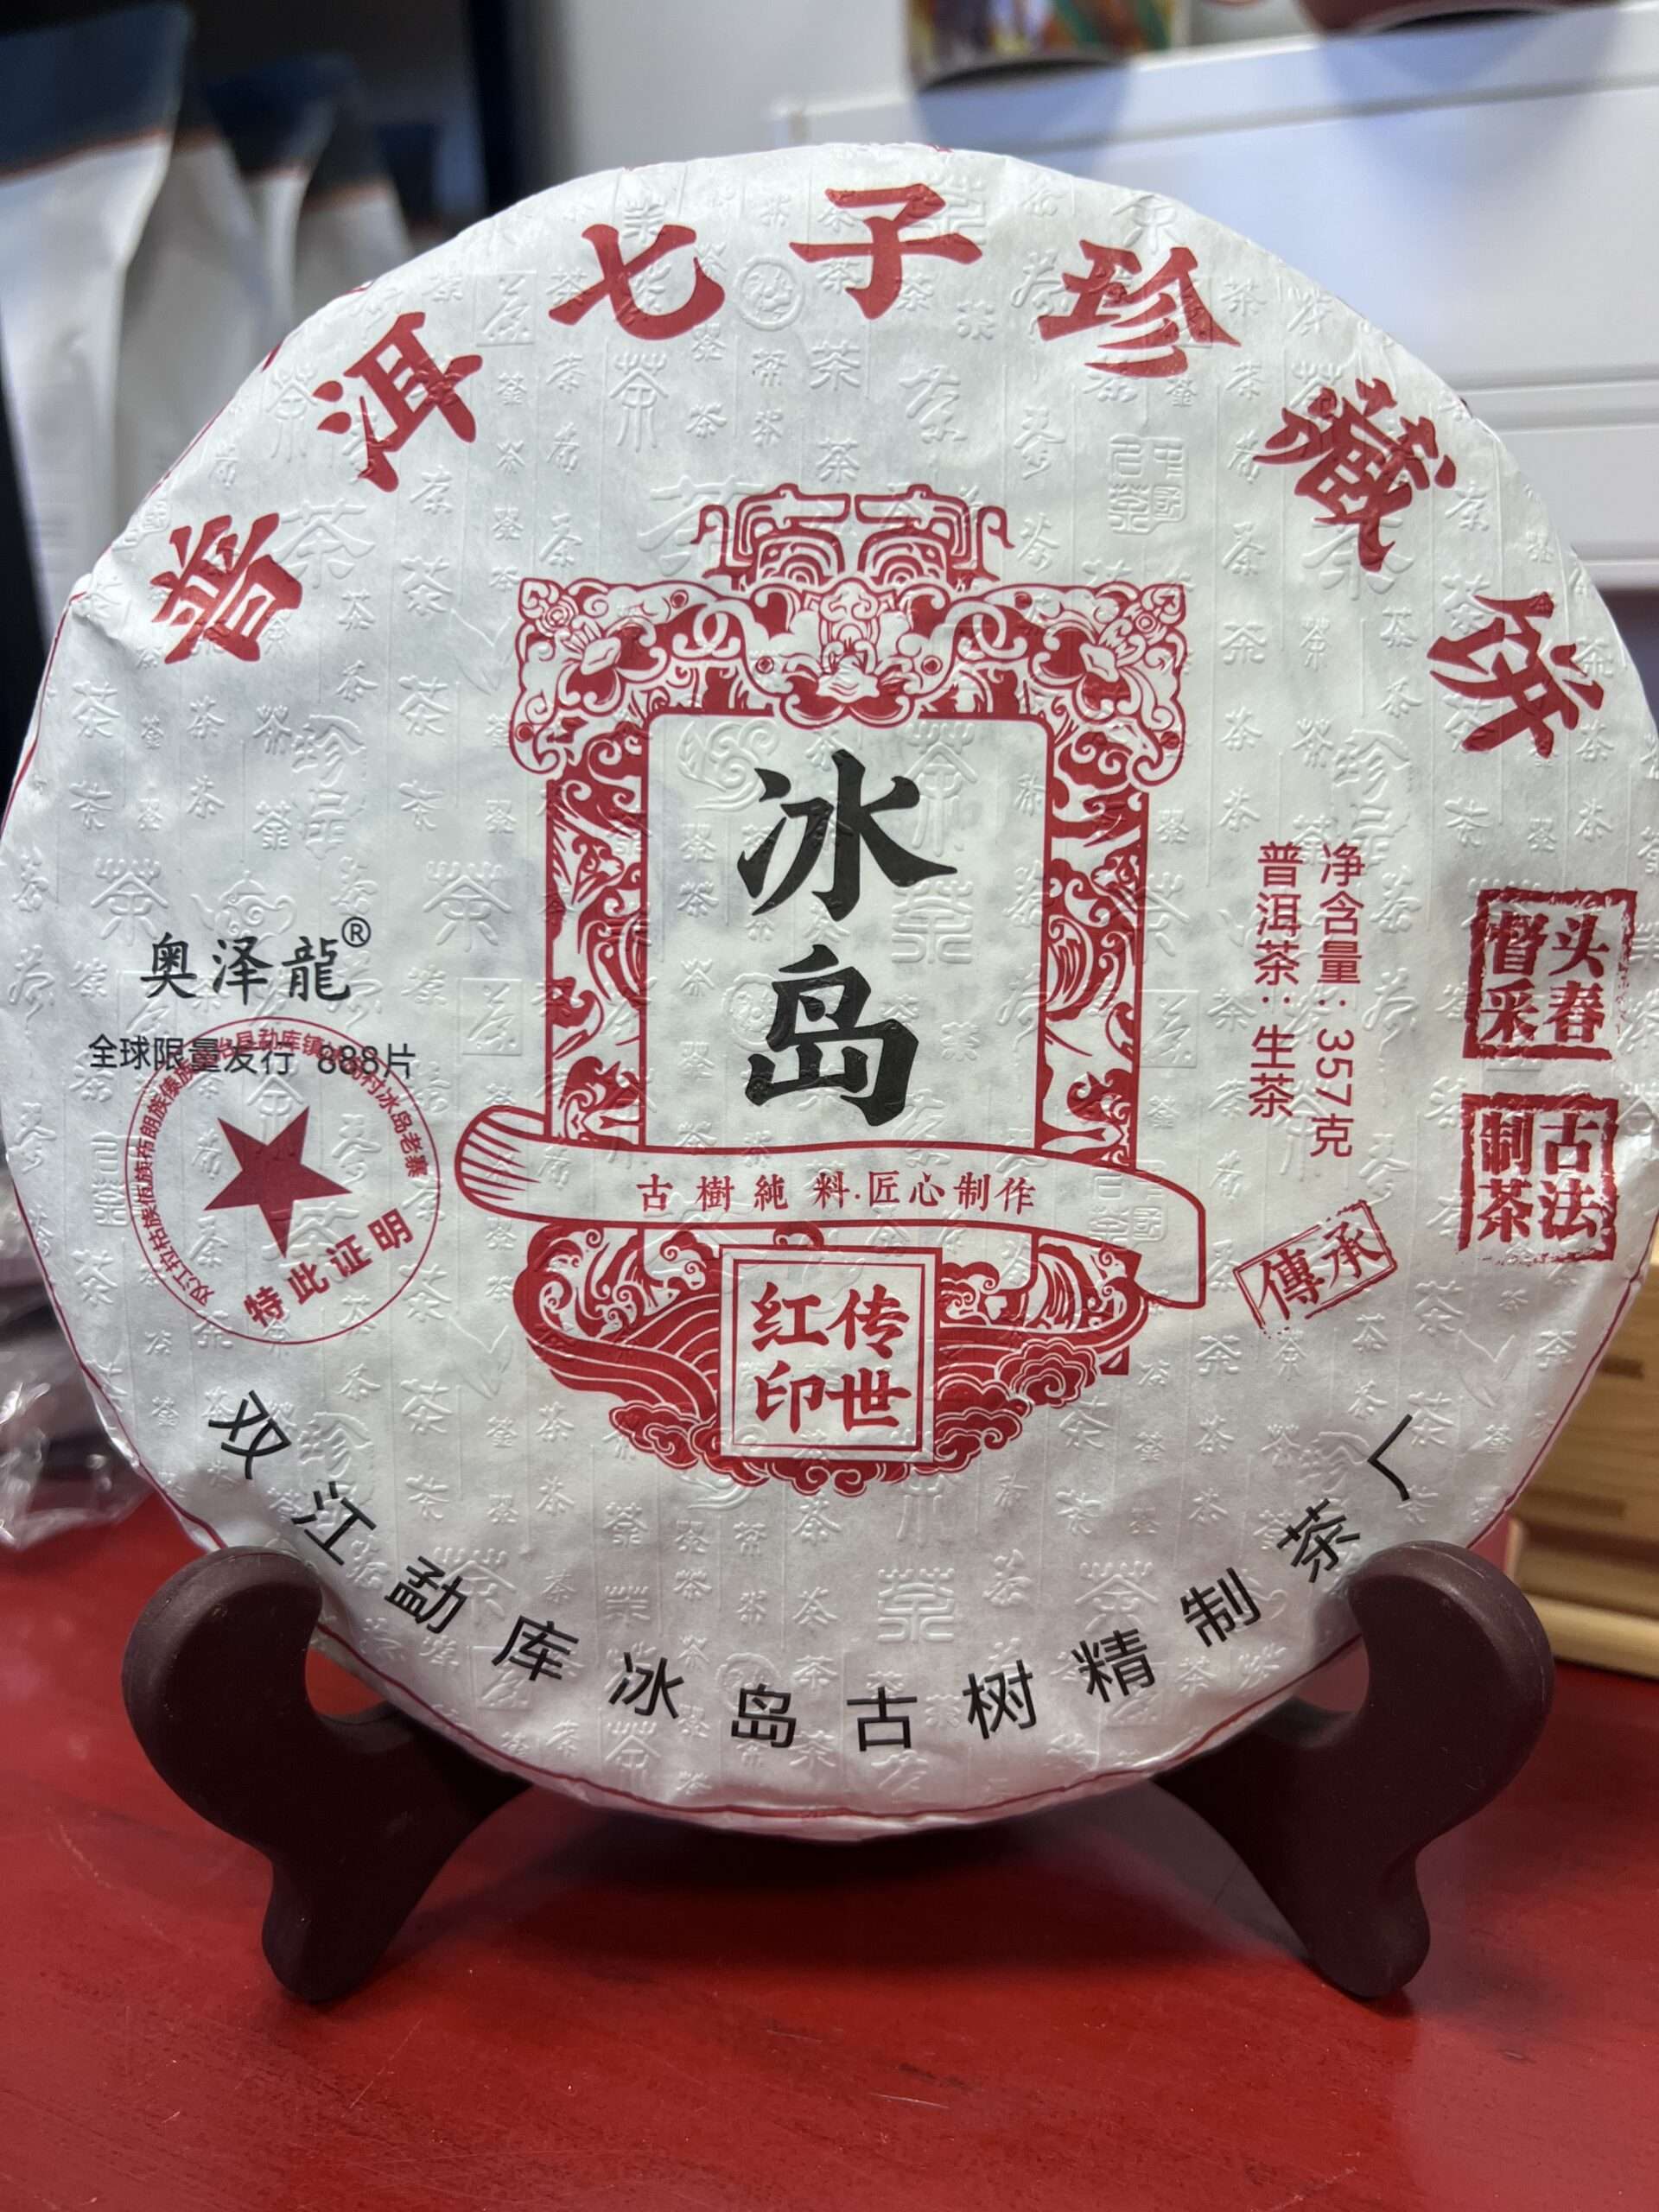 普洱七子珍藏饼
冰岛
古樹純料.匠心制作
传世
红印
奥泽龍®
全球限量发行 888片
特此证明
净含量：357克
普洱茶：生茶
头春
督采
古法
制茶
傳承
双江勐库冰岛古树精制茶厂